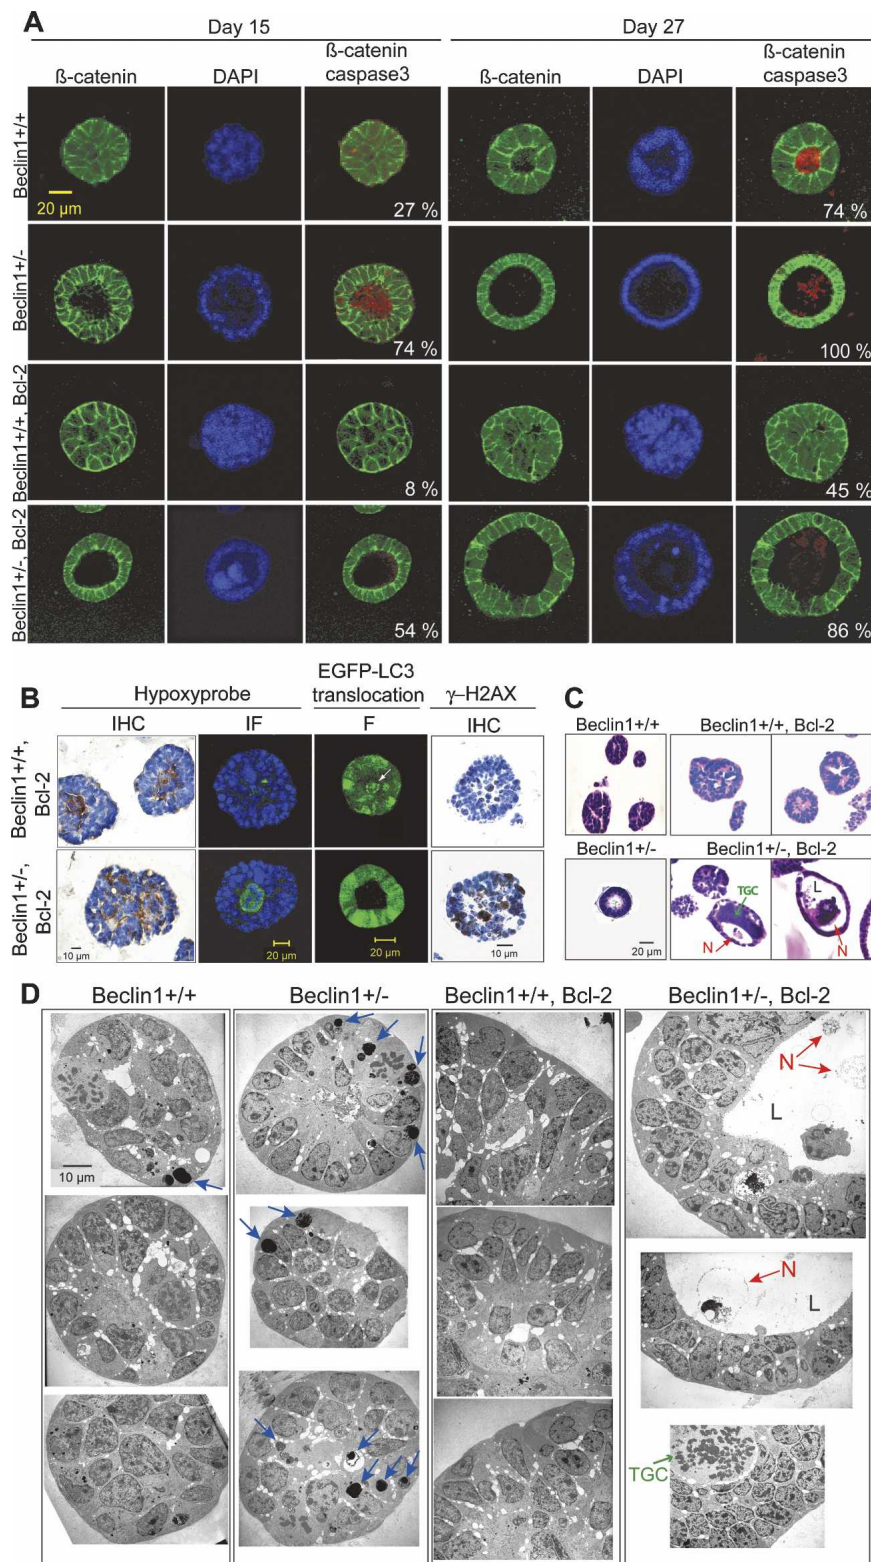 A
Day 15
Day 27
ß-catenin
DAPI
ß-catenin
caspase3
ß-catenin
DAPI
ß-catenin
caspase3
Beclin1+/+
20 µm
27 %
74 %
Beclin1+/-
74 %
100 %
Beclin1+/+, Bcl-2
8 %
45 %
Beclin1+/-, Bcl-2
54 %
86 %
B
Hypoxyprobe
EGFP-LC3
translocation
γ-H2AX
IHC
IF
F
IHC
Beclin1+/+,
Bcl-2
Beclin1+/-,
Bcl-2
10 µm
20 µm
20 µm
10 µm
C
Beclin1+/+
Beclin1+/+, Bcl-2
Beclin1+/-
Beclin1+/-, Bcl-2
20 µm
TGC
N
L
N
D
Beclin1+/+
Beclin1+/-
Beclin1+/+, Bcl-2
Beclin1+/-, Bcl-2
10 µm
N
L
N
L
TGC